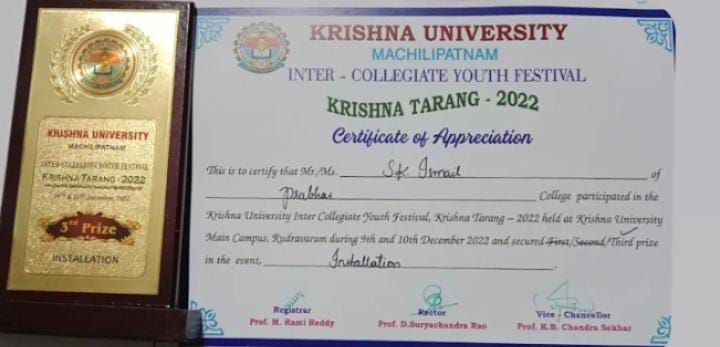 KRISHNA UNIVERSITY
MACHILIPATNAM
INTER-COLLEGIATE YOUTH FESTIVAL
KRISHNA TARANG - 2022
December, 2022
3rd Prize
INSTALLATION
KRISHNA UNIVERSITY
MACHILIPATNAM
INTER - COLLEGIATE YOUTH FESTIVAL
KRISHNA TARANG - 2022
Certificate of Appreciation
This is to certify that Mr./Ms. Sk. Ismail of
Prabhas College participated in the
Krishna University Inter Collegiate Youth Festival, Krishna Tarang – 2022 held at Krishna University
Main Campus, Rudravaram during 9th and 10th December 2022 and secured First/Second/Third prize
in the event, Installation.
Registrar Rector Vice - Chancellor
Prof. M. Rami Reddy Prof. D.Suryachandra Rao Prof. K.B. Chandra Sekhar